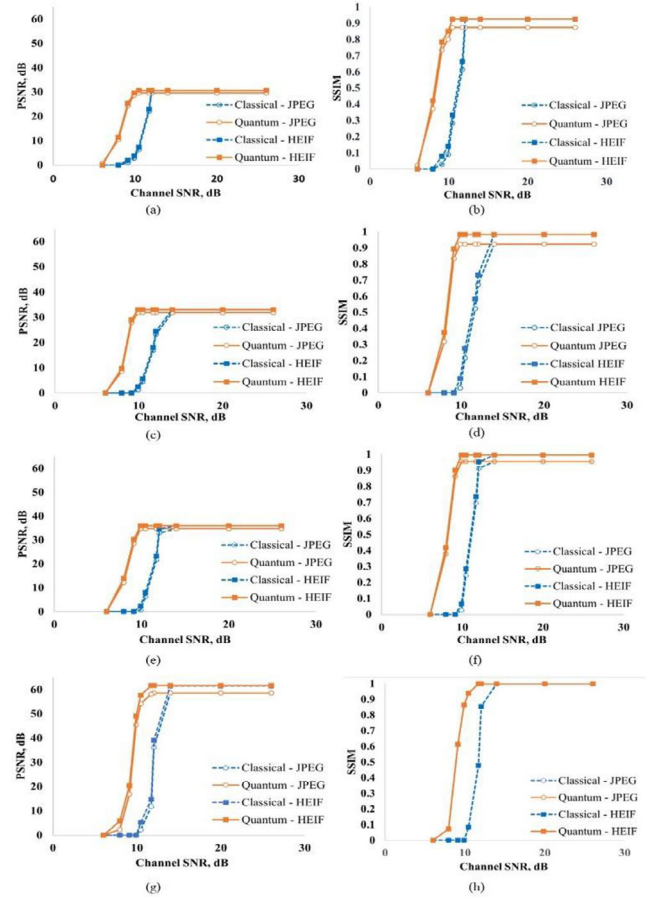 PSNR, dB
60
50
40
30
20
10
0
0
10
20
30
Channel SNR, dB
Classical - JPEG
Quantum - JPEG
Classical - HEIF
Quantum - HEIF
(a)
SSIM
1
0.9
0.8
0.7
0.6
0.5
0.4
0.3
0.2
0.1
0
0
10
20
30
Channel SNR, dB
Classical - JPEG
Quantum - JPEG
Classical - HEIF
Quantum - HEIF
(b)
PSNR, dB
60
50
40
30
20
10
0
0
10
20
30
Channel SNR, dB
Classical - JPEG
Quantum - JPEG
Classical - HEIF
Qauntum - HEIF
(c)
SSIM
1
0.9
0.8
0.7
0.6
0.5
0.4
0.3
0.2
0.1
0
0
10
20
30
Channel SNR, dB
Classical JPEG
Quantum JPEG
Classical HEIF
Quantum HEIF
(d)
PSNR, dB
60
50
40
30
20
10
0
0
10
20
30
Channel SNR, dB
Classical - JPEG
Quantum - JPEG
Classical - HEIF
Quantum - HEIF
(e)
SSIM
1
0.9
0.8
0.7
0.6
0.5
0.4
0.3
0.2
0.1
0
0
10
20
30
Channel SNR, dB
Classical - JPEG
Quantum - JPEG
Classical - HEIF
Quantum - HEIF
(f)
PSNR, dB
60
50
40
30
20
10
0
0
10
20
30
Channel SNR, dB
Classical - JPEG
Quantum - JPEG
Classical - HEIF
Quantum - HEIF
(g)
SSIM
1
0.9
0.8
0.7
0.6
0.5
0.4
0.3
0.2
0.1
0
0
10
20
30
Channel SNR, dB
Classical - JPEG
Quantum - JPEG
Classical - HEIF
Quantum - HEIF
(h)